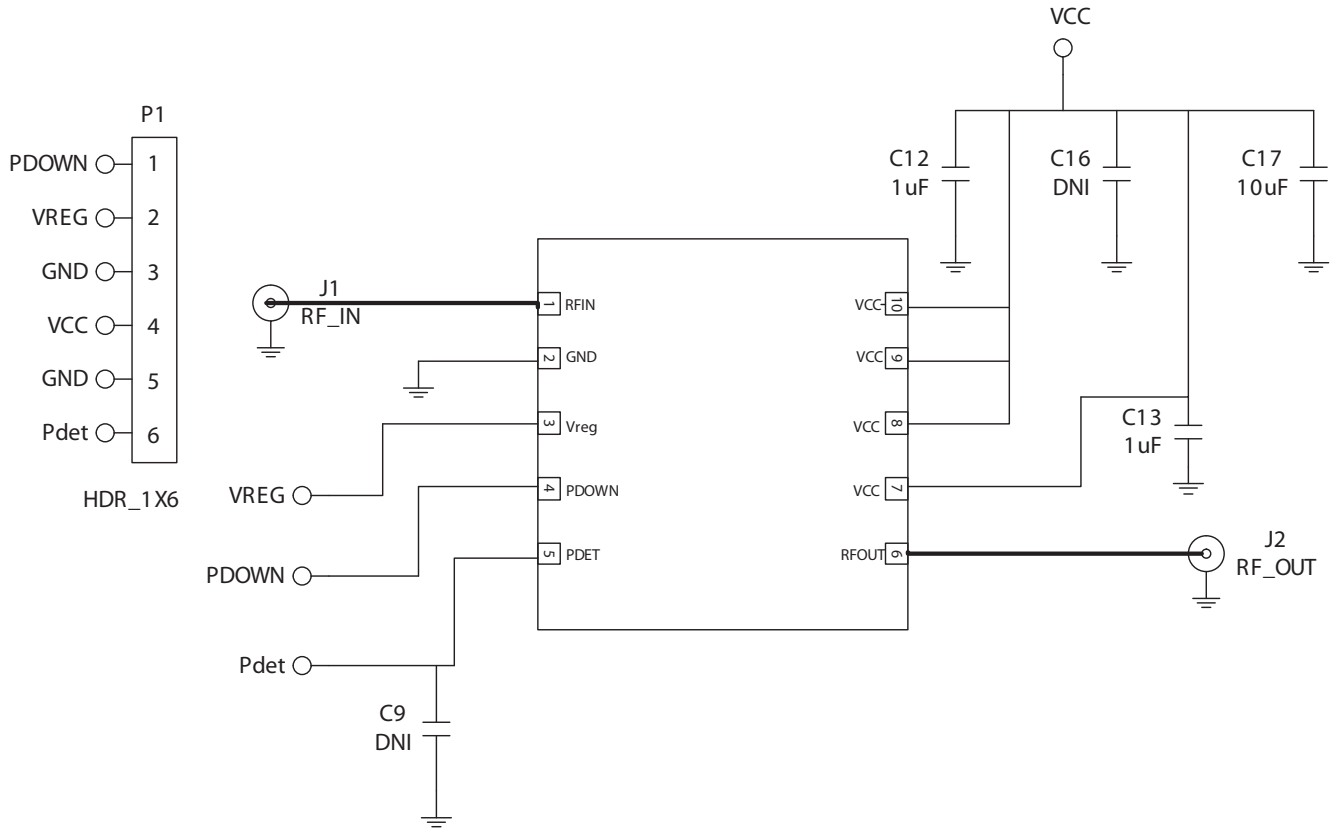 VCC
P1
PDOWN 1
VREG 2
GND 3
VCC 4
GND 5
Pdet 6
HDR_1X6
C12
1uF
C16
DNI
C17
10uF
J1
RF_IN
1 RFIN
2 GND
3 Vreg
4 PDOWN
5 PDET
VCC 10
VCC 9
VCC 8
VCC 7
RFOUT 6
C13
1uF
VREG
PDOWN
Pdet
J2
RF_OUT
C9
DNI